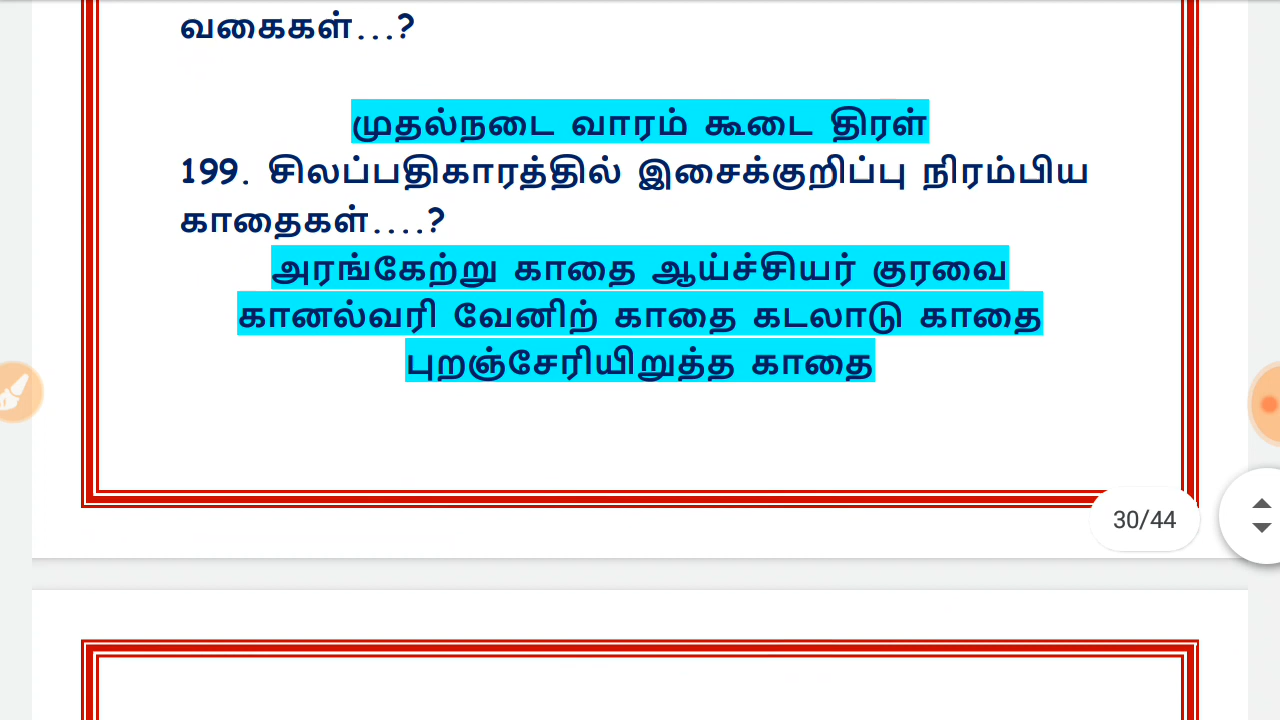 வகைகள்...?
முதல்நடை வாரம் கூடை திரள்
199. சிலப்பதிகாரத்தில் இசைக்குறிப்பு நிரம்பிய
காதைகள்....?
அரங்கேற்று காதை ஆய்ச்சியர் குரவை
கானல்வரி வேனிற் காதை கடலாடு காதை
புறஞ்சேரியிறுத்த காதை
30/44